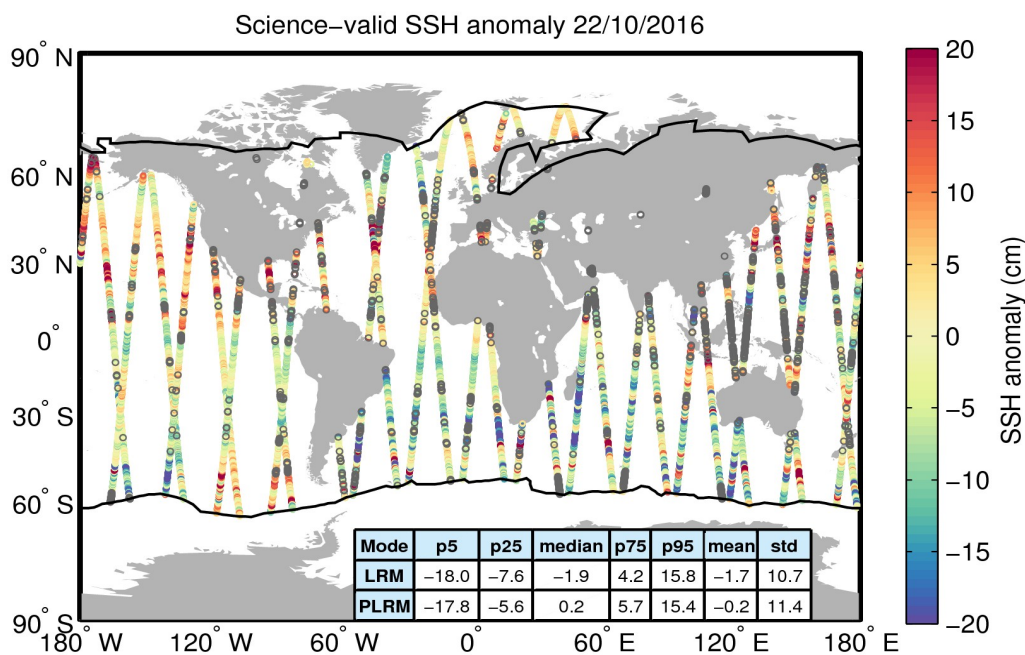 Science−valid SSH anomaly 22/10/2016
90° N
60° N
30° N
0°
30° S
60° S
90° S
180° W
120° W
60° W
0°
60° E
120° E
180° E
Mode p5 p25 median p75 p95 mean std
LRM −18.0 −7.6 −1.9 4.2 15.8 −1.7 10.7
PLRM −17.8 −5.6 0.2 5.7 15.4 −0.2 11.4
20
15
10
5
0
−5
−10
−15
−20
SSH anomaly (cm)